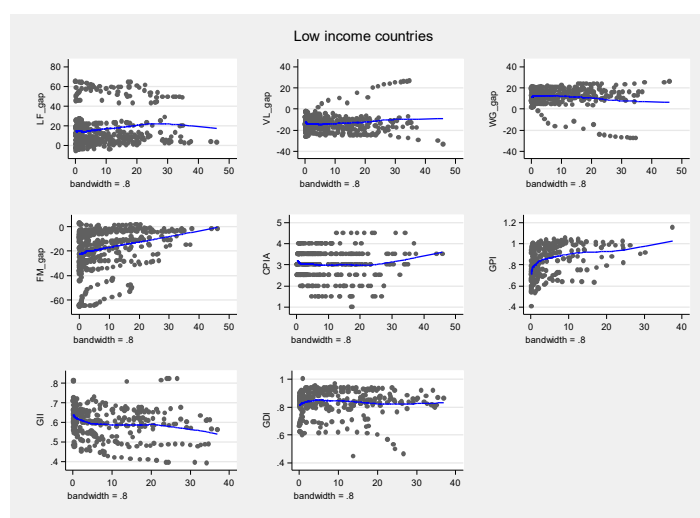 Low income countries
LF_gap
80
60
40
20
0
0 10 20 30 40 50
bandwidth = .8
VL_gap
40
20
0
-20
-40
0 10 20 30 40 50
bandwidth = .8
WG_gap
40
20
0
-20
-40
0 10 20 30 40 50
bandwidth = .8
FM_gap
0
-20
-40
-60
0 10 20 30 40 50
bandwidth = .8
CPIA
5
4
3
2
1
0 10 20 30 40 50
bandwidth = .8
GPI
1.2
1
.8
.6
.4
0 10 20 30 40
bandwidth = .8
GII
.8
.7
.6
.5
.4
0 10 20 30 40
bandwidth = .8
GDI
1
.8
.6
.4
0 10 20 30 40
bandwidth = .8